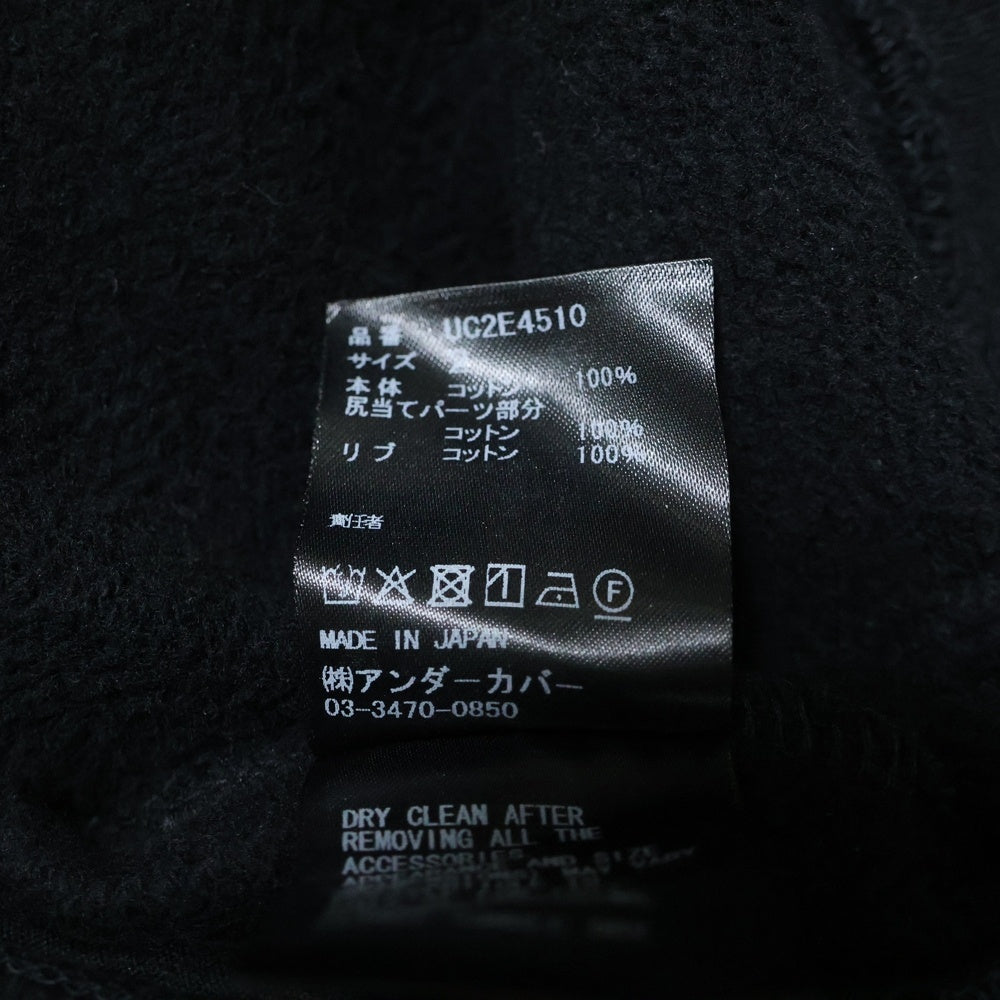 品番 UC2E4510
サイズ
本体 コットン 100%
尻当てパーツ部分
コットン 100%
リブ コットン 100%
責任者
F
MADE IN JAPAN
(株)アンダーカバー
03-3470-0850
DRY CLEAN AFTER
REMOVING ALL THE
ACCESSORIES AND